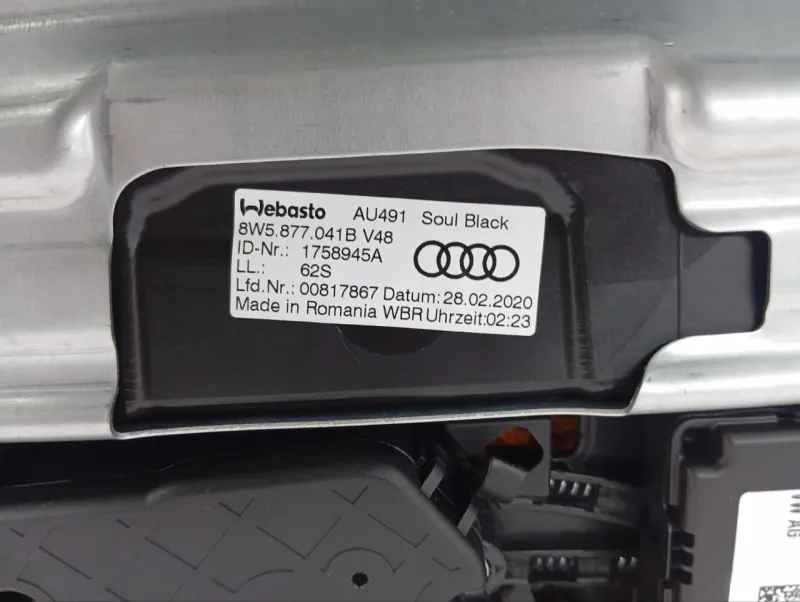 Webasto AU491 Soul Black
8W5.877.041B V48
ID-Nr.: 1758945A
LL.: 62S
Lfd.Nr.: 00817867 Datum: 28.02.2020
Made in Romania WBR Uhrzeit:02:23
AG